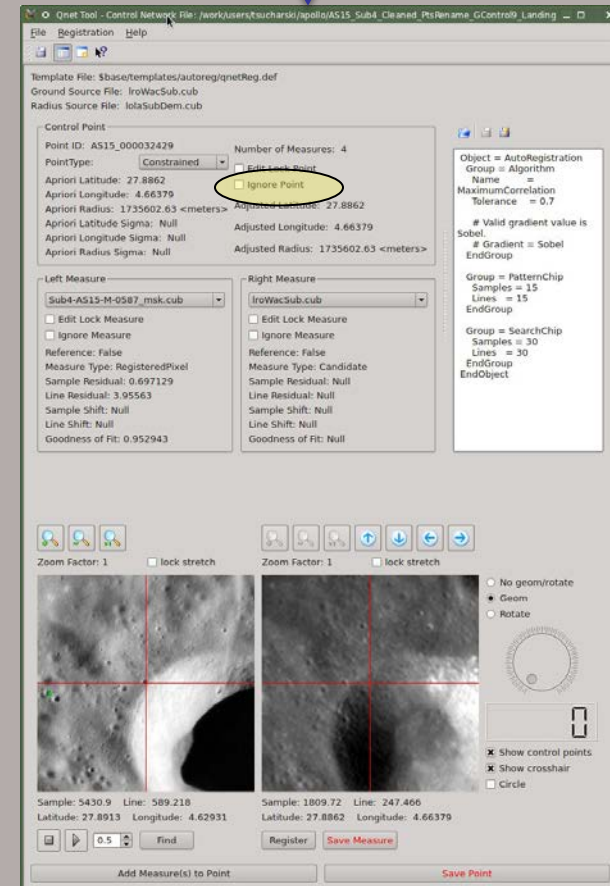 Qnet Tool - Control Network File: /work/users/tsucharski/apollo/AS15_Sub4_Cleaned_PtsRename_GControl9_Landing
File Registration Help
Template File: $base/templates/autoreg/qnetReg.def
Ground Source File: lroWacSub.cub
Radius Source File: lolaSubDem.cub
Control Point
Point ID: AS15_000032429
Number of Measures: 4
PointType: Constrained
Edit Lock Point
Apriori Latitude: 27.8862
Ignore Point
Apriori Longitude: 4.66379
Apriori Radius: 1735602.63 <meters>
Adjusted Latitude: 27.8862
Apriori Latitude Sigma: Null
Adjusted Longitude: 4.66379
Apriori Longitude Sigma: Null
Apriori Radius Sigma: Null
Adjusted Radius: 1735602.63 <meters>
Object = AutoRegistration
Group = Algorithm
Name =
MaximumCorrelation
Tolerance = 0.7
# Valid gradient value is
Sobel.
# Gradient = Sobel
EndGroup
Group = PatternChip
Samples = 15
Lines = 15
EndGroup
Group = SearchChip
Samples = 30
Lines = 30
EndGroup
EndObject
Left Measure
Sub4-AS15-M-0587_msk.cub
Edit Lock Measure
Ignore Measure
Reference: False
Measure Type: RegisteredPixel
Sample Residual: 0.697129
Line Residual: 3.95563
Sample Shift: Null
Line Shift: Null
Goodness of Fit: 0.952943
Right Measure
lroWacSub.cub
Edit Lock Measure
Ignore Measure
Reference: False
Measure Type: Candidate
Sample Residual: Null
Line Residual: Null
Sample Shift: Null
Line Shift: Null
Goodness of Fit: Null
Zoom Factor: 1 lock stretch
Zoom Factor: 1 lock stretch
No geom/rotate
Geom
Rotate
0
Show control points
Show crosshair
Circle
Sample: 5430.9 Line: 589.218
Latitude: 27.8913 Longitude: 4.62931
Sample: 1809.72 Line: 247.466
Latitude: 27.8862 Longitude: 4.66379
0.5 Find
Register Save Measure
Add Measure(s) to Point
Save Point